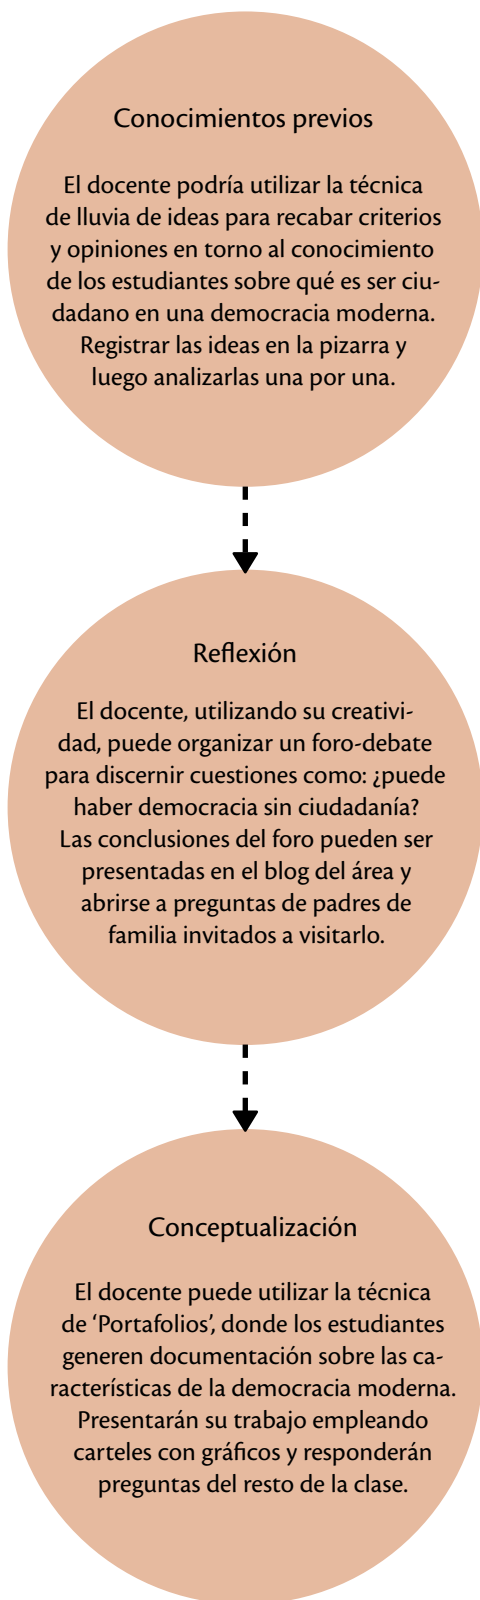 Conocimientos previos
El docente podría utilizar la técnica
de lluvia de ideas para recabar criterios
y opiniones en torno al conocimiento
de los estudiantes sobre qué es ser ciu-
dadano en una democracia moderna.
Registrar las ideas en la pizarra y
luego analizarlas una por una.
Reflexión
El docente, utilizando su creativi-
dad, puede organizar un foro-debate
para discernir cuestiones como: ¿puede
haber democracia sin ciudadanía?
Las conclusiones del foro pueden ser
presentadas en el blog del área y
abrirse a preguntas de padres de
familia invitados a visitarlo.
Conceptualización
El docente puede utilizar la técnica
de ‘Portafolios’, donde los estudiantes
generen documentación sobre las ca-
racterísticas de la democracia moderna.
Presentarán su trabajo empleando
carteles con gráficos y responderán
preguntas del resto de la clase.